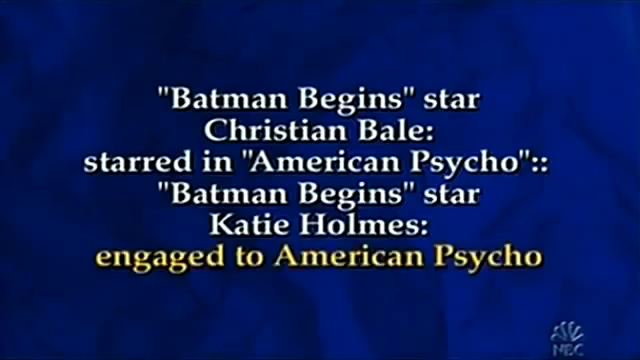 "Batman Begins" star
Christian Bale:
starred in "American Psycho"::
"Batman Begins" star
Katie Holmes:
engaged to American Psycho
NBC